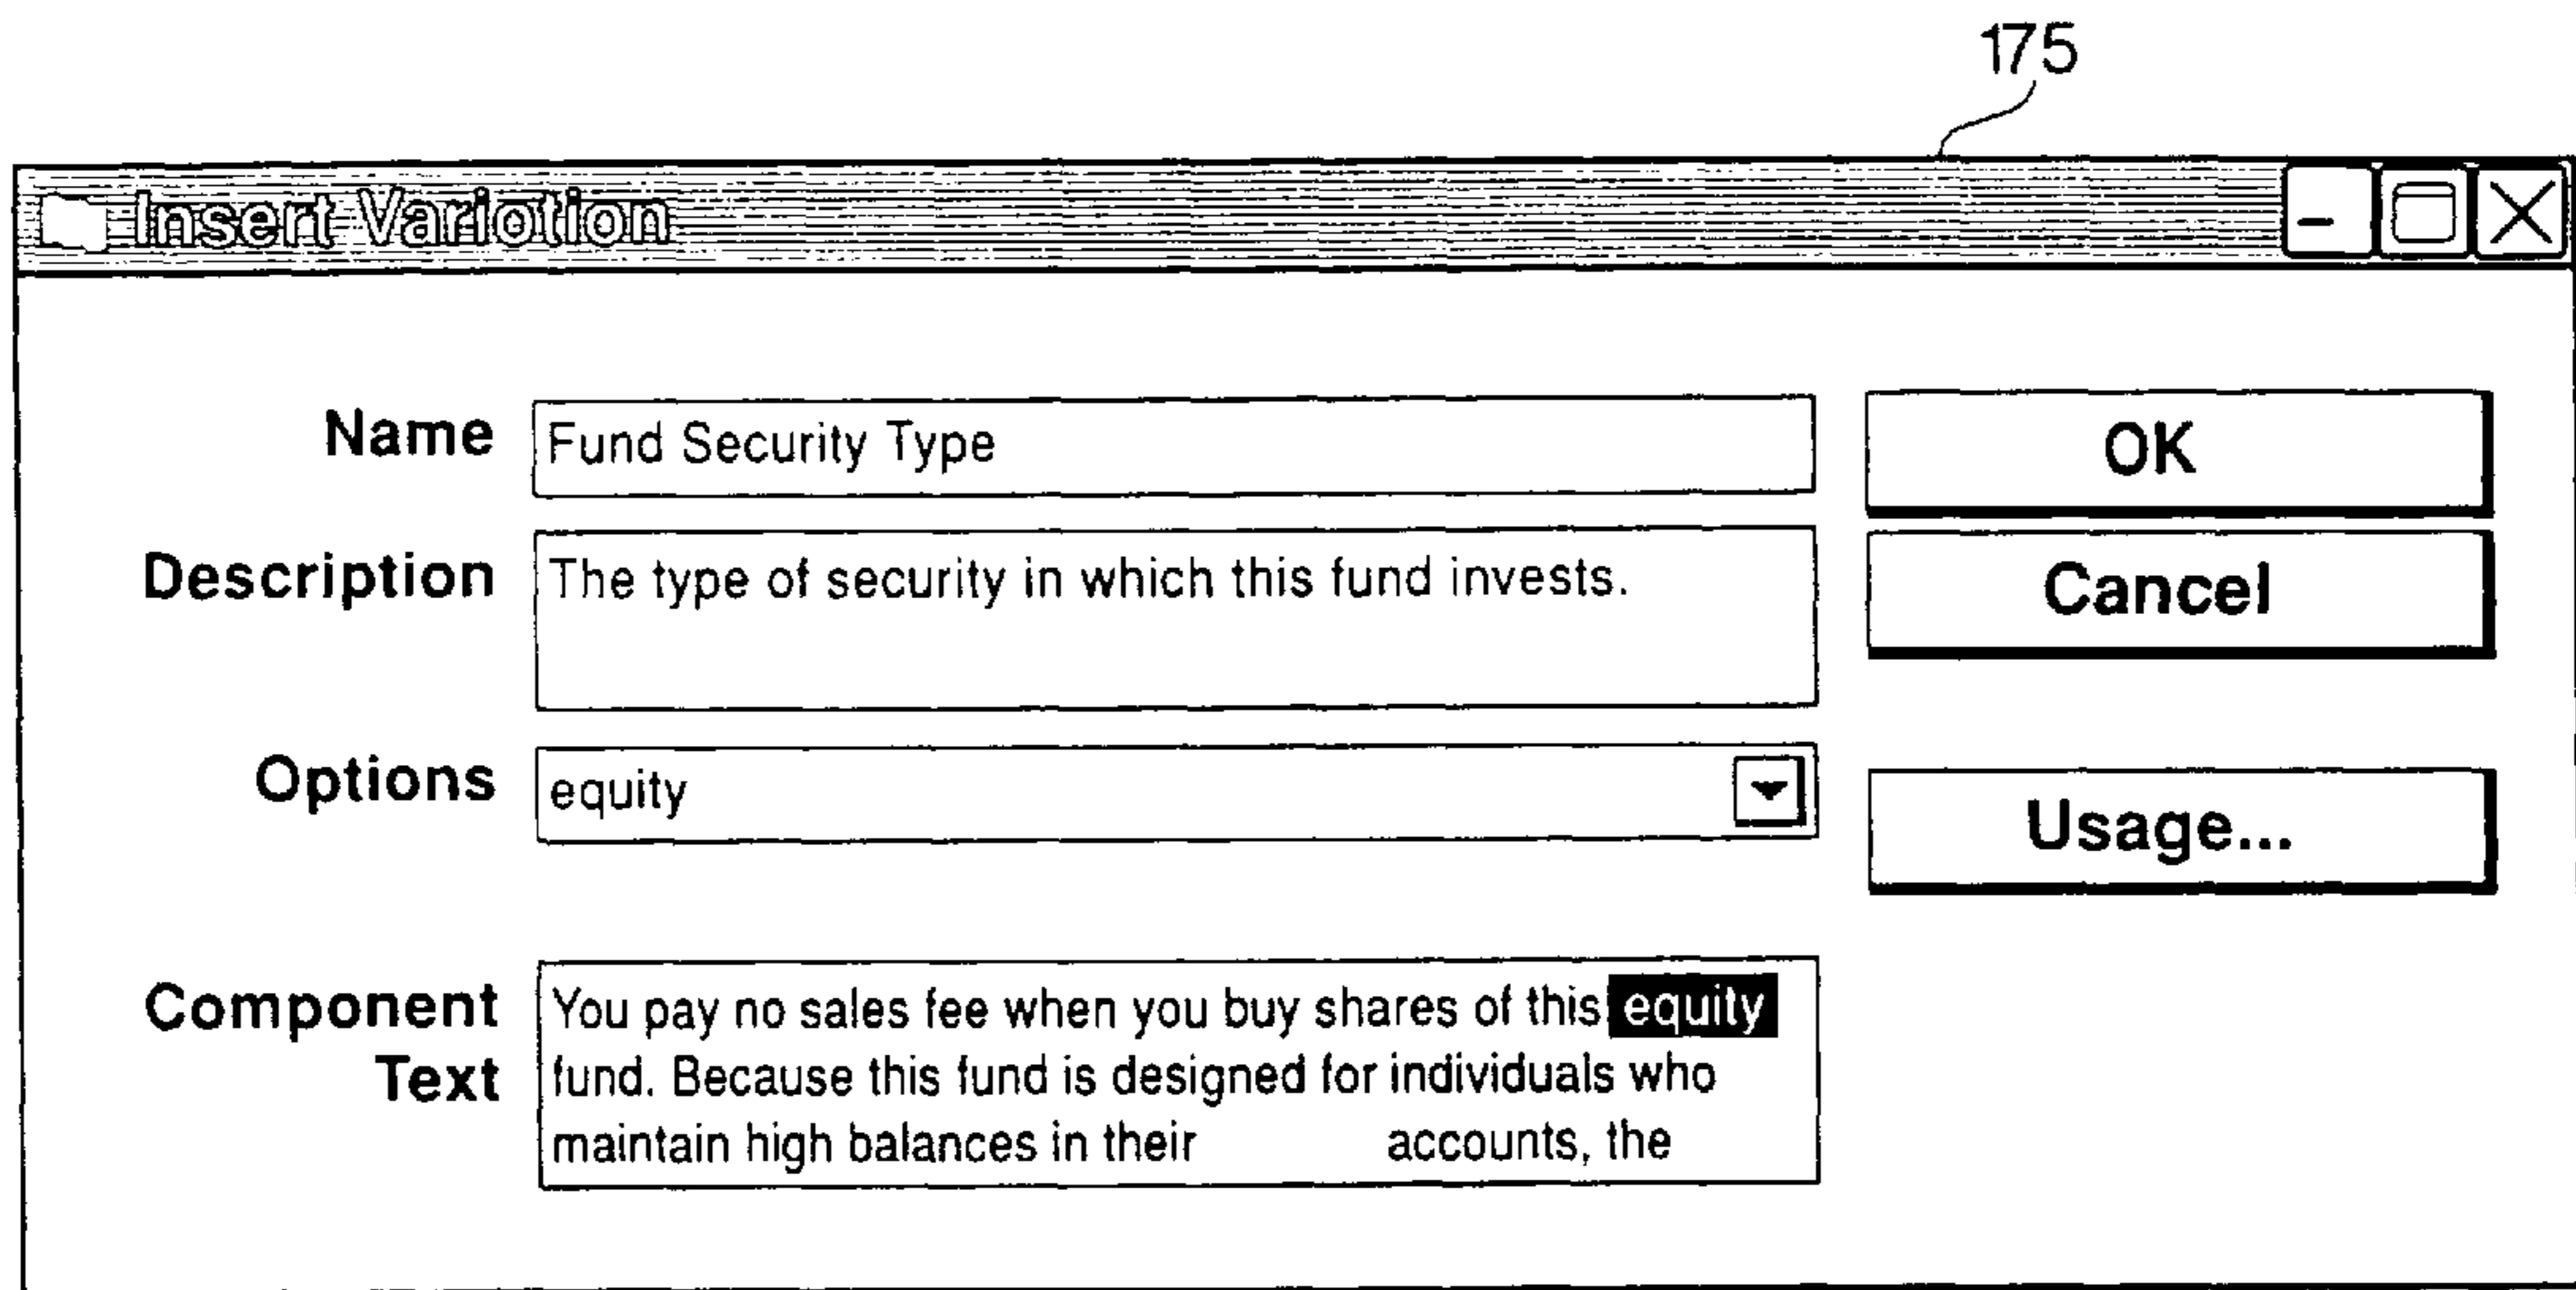 175
Insert Variotion
Name Fund Security Type OK
Description The type of security in which this fund invests. Cancel
Options equity Usage...
Component Text
You pay no sales fee when you buy shares of this equity
fund. Because this fund is designed for individuals who
maintain high balances in their accounts, the